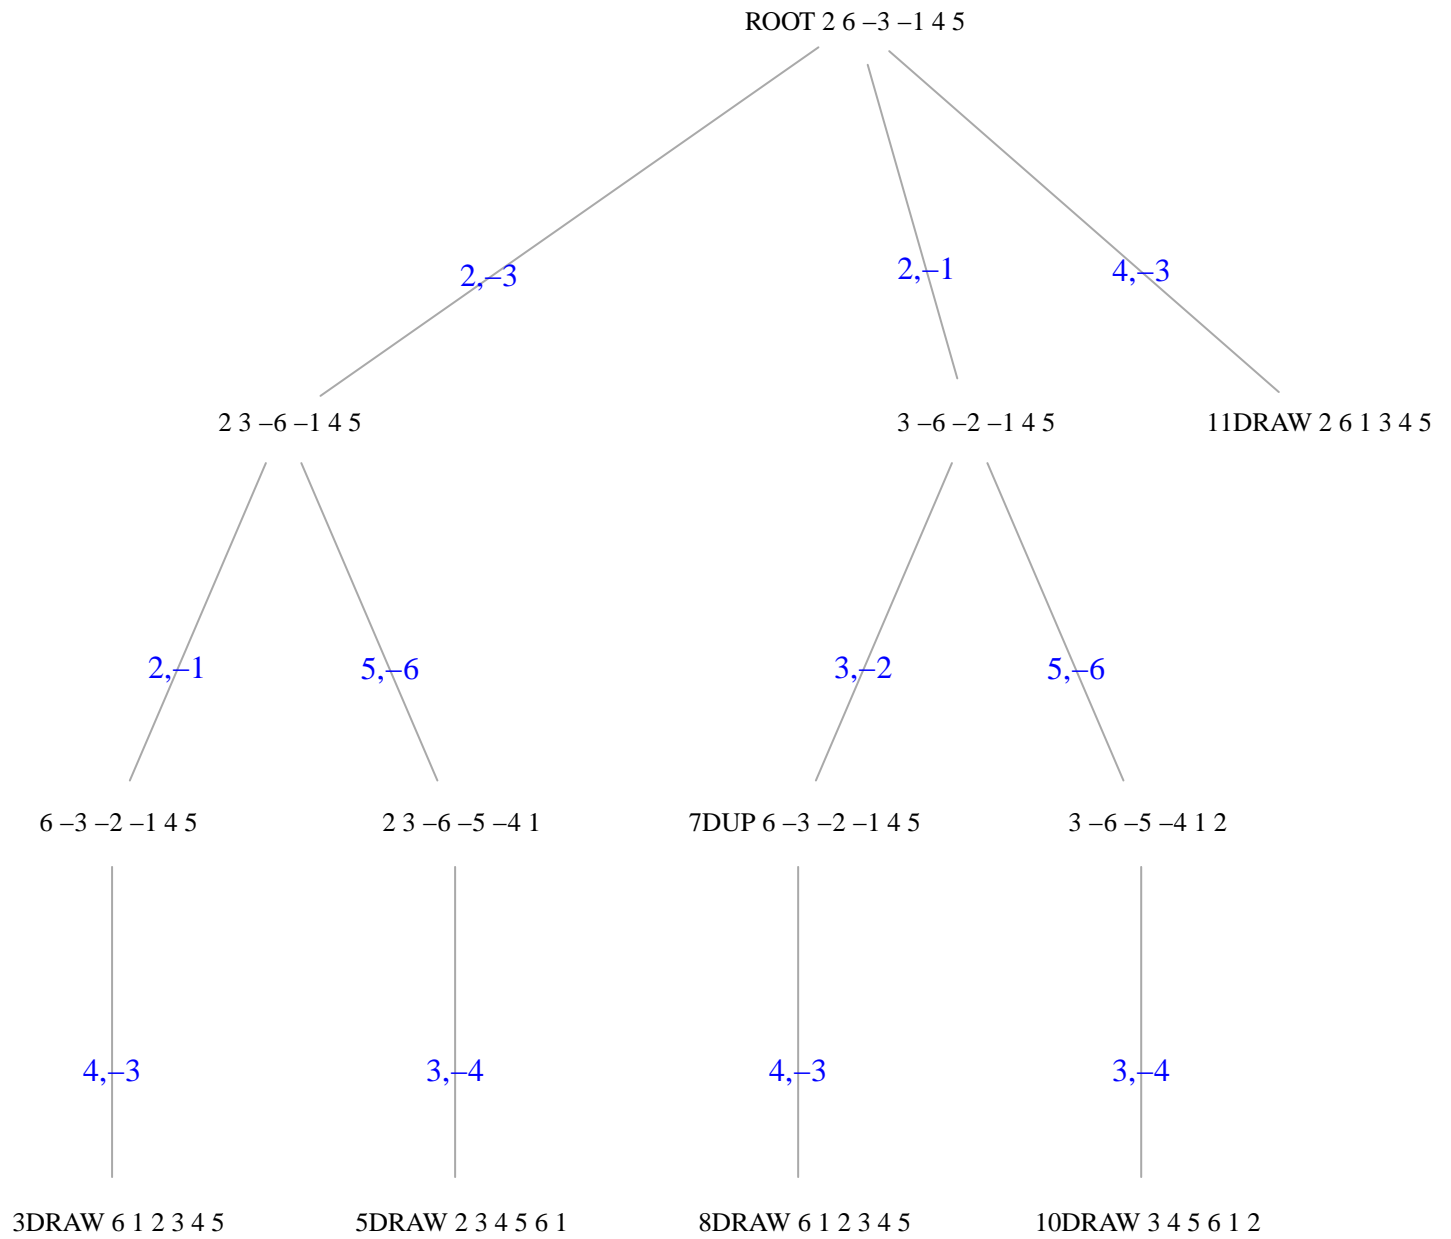 ROOT 2 6 –3 –1 4 5
2,–3
2,–1
4,–3
2 3 –6 –1 4 5
3 –6 –2 –1 4 5
11DRAW 2 6 1 3 4 5
2,–1
5,–6
3,–2
5,–6
6 –3 –2 –1 4 5
2 3 –6 –5 –4 1
7DUP 6 –3 –2 –1 4 5
3 –6 –5 –4 1 2
4,–3
3,–4
4,–3
3,–4
3DRAW 6 1 2 3 4 5
5DRAW 2 3 4 5 6 1
8DRAW 6 1 2 3 4 5
10DRAW 3 4 5 6 1 2